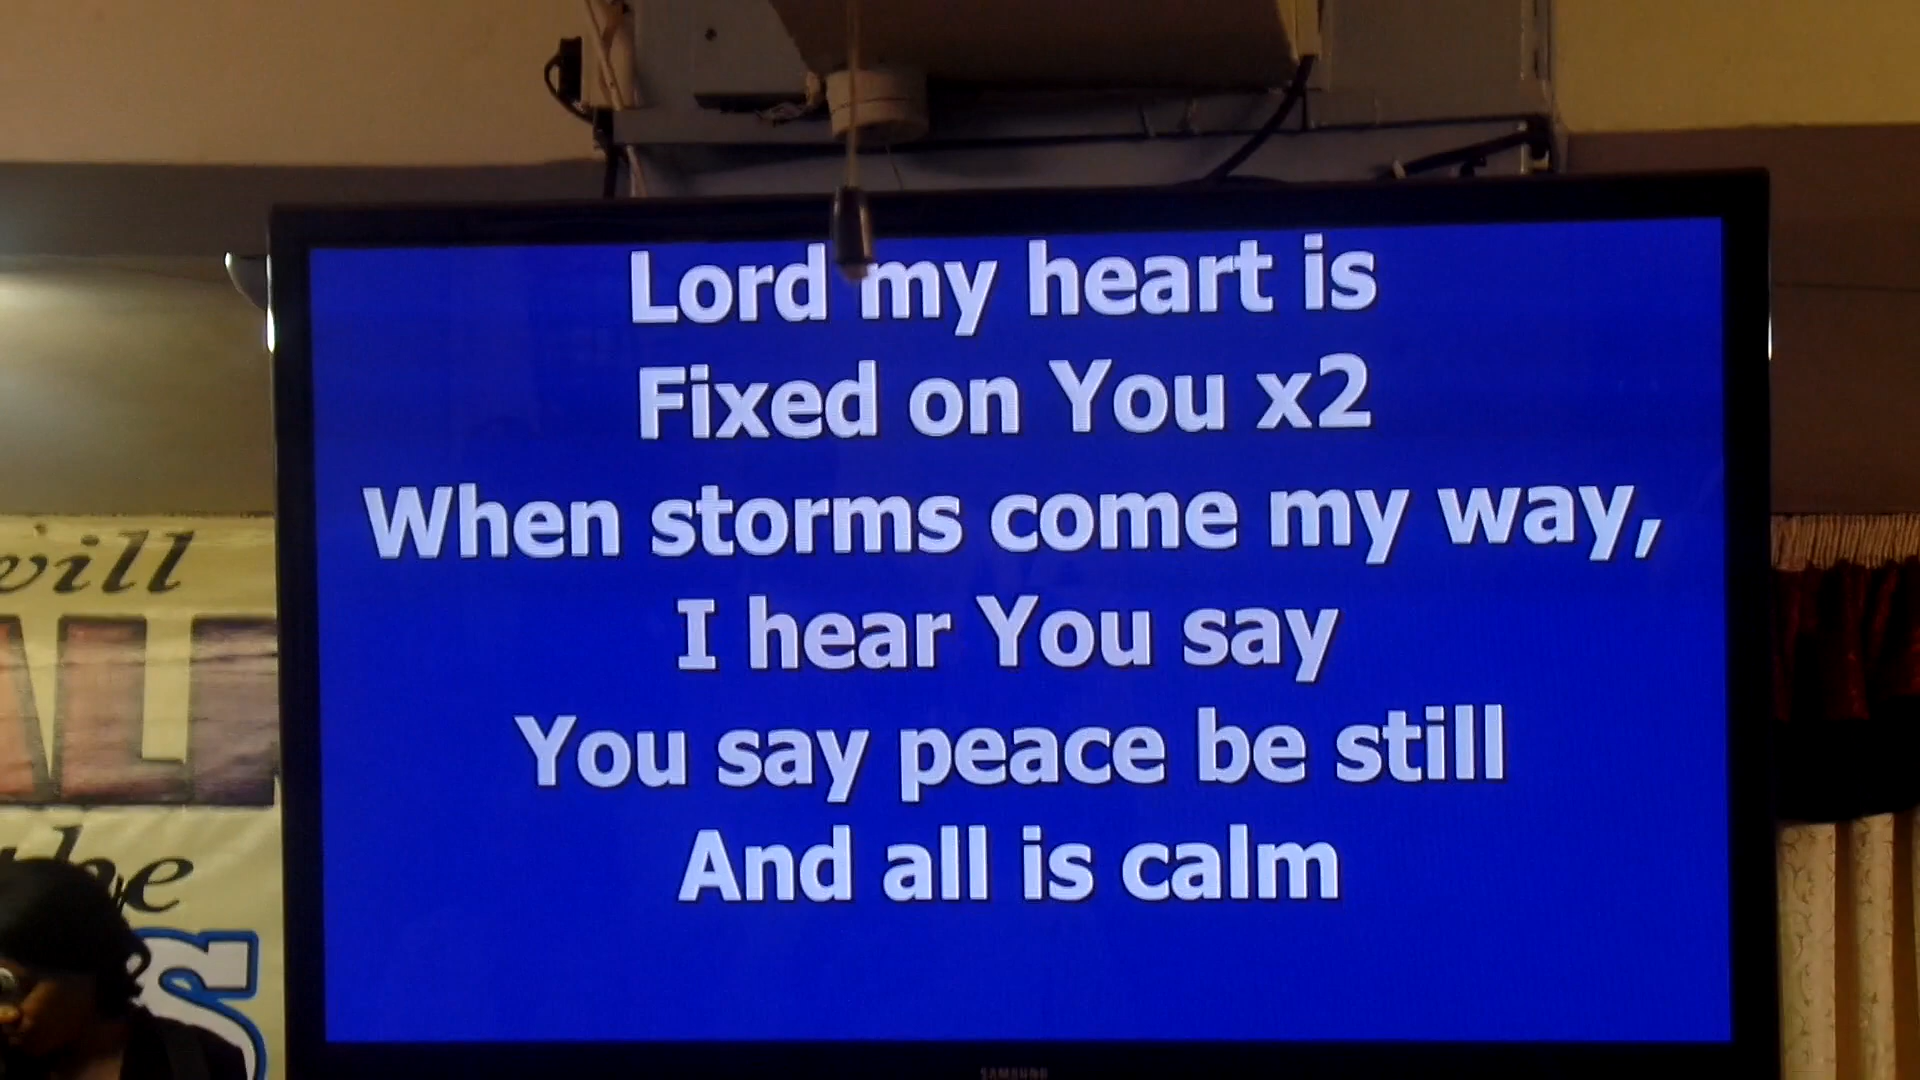 Lord my heart is
Fixed on You x2
When storms come my way,
I hear You say
You say peace be still
And all is calm
will
SAMSUNG